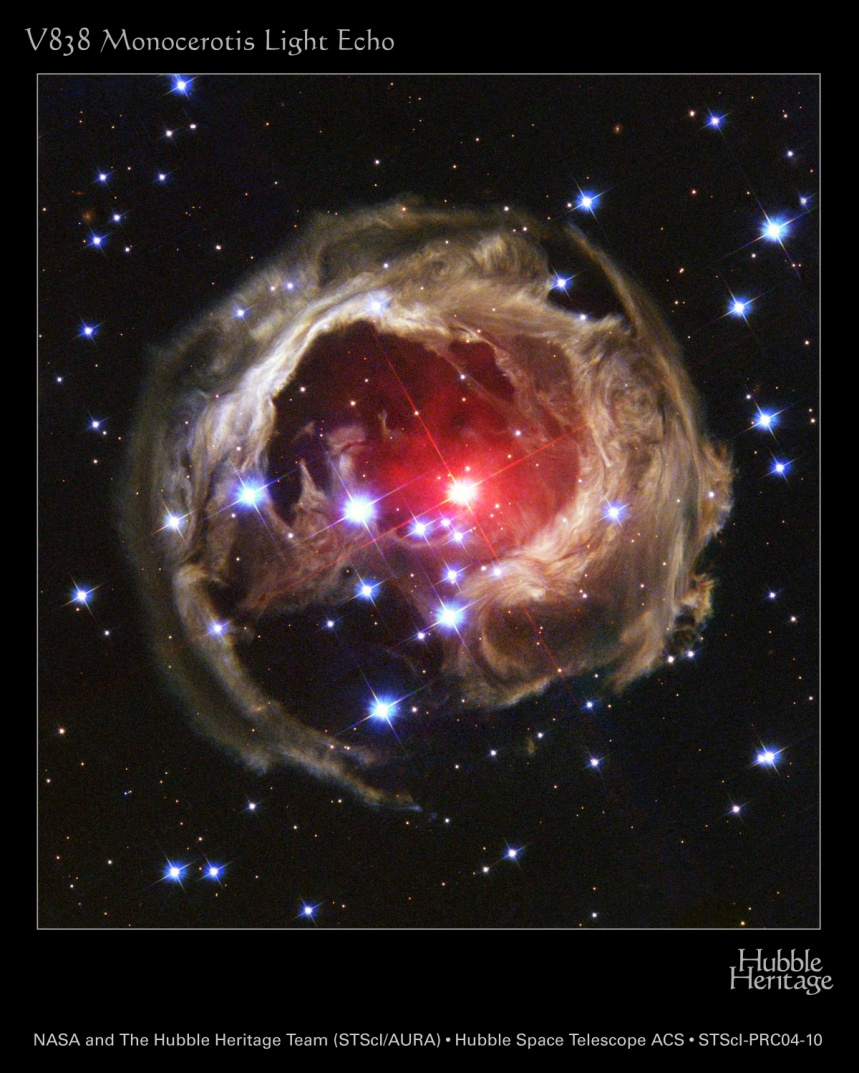 V838 Monocerotis Light Echo
Hubble
Heritage
NASA and The Hubble Heritage Team (STScI/AURA) • Hubble Space Telescope ACS • STScI-PRC04-10